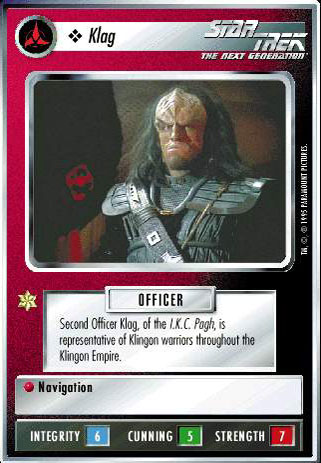 ❖ Klag
STAR TREK
THE NEXT GENERATION®
TM, ©, ® 1995 PARAMOUNT PICTURES.
OFFICER
Second Officer Klag, of the I.K.C. Pagh, is
representative of Klingon warriors throughout the
Klingon Empire.
Navigation
INTEGRITY 6 CUNNING 5 STRENGTH 7